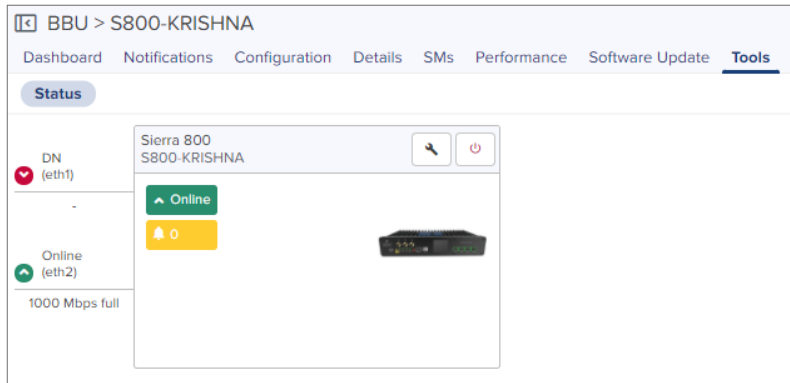 BBU > S800-KRISHNA
Dashboard Notifications Configuration Details SMs Performance Software Update Tools
Status
Sierra 800
S800-KRISHNA
DN
(eth1)
-
Online
0
Online
(eth2)
1000 Mbps full